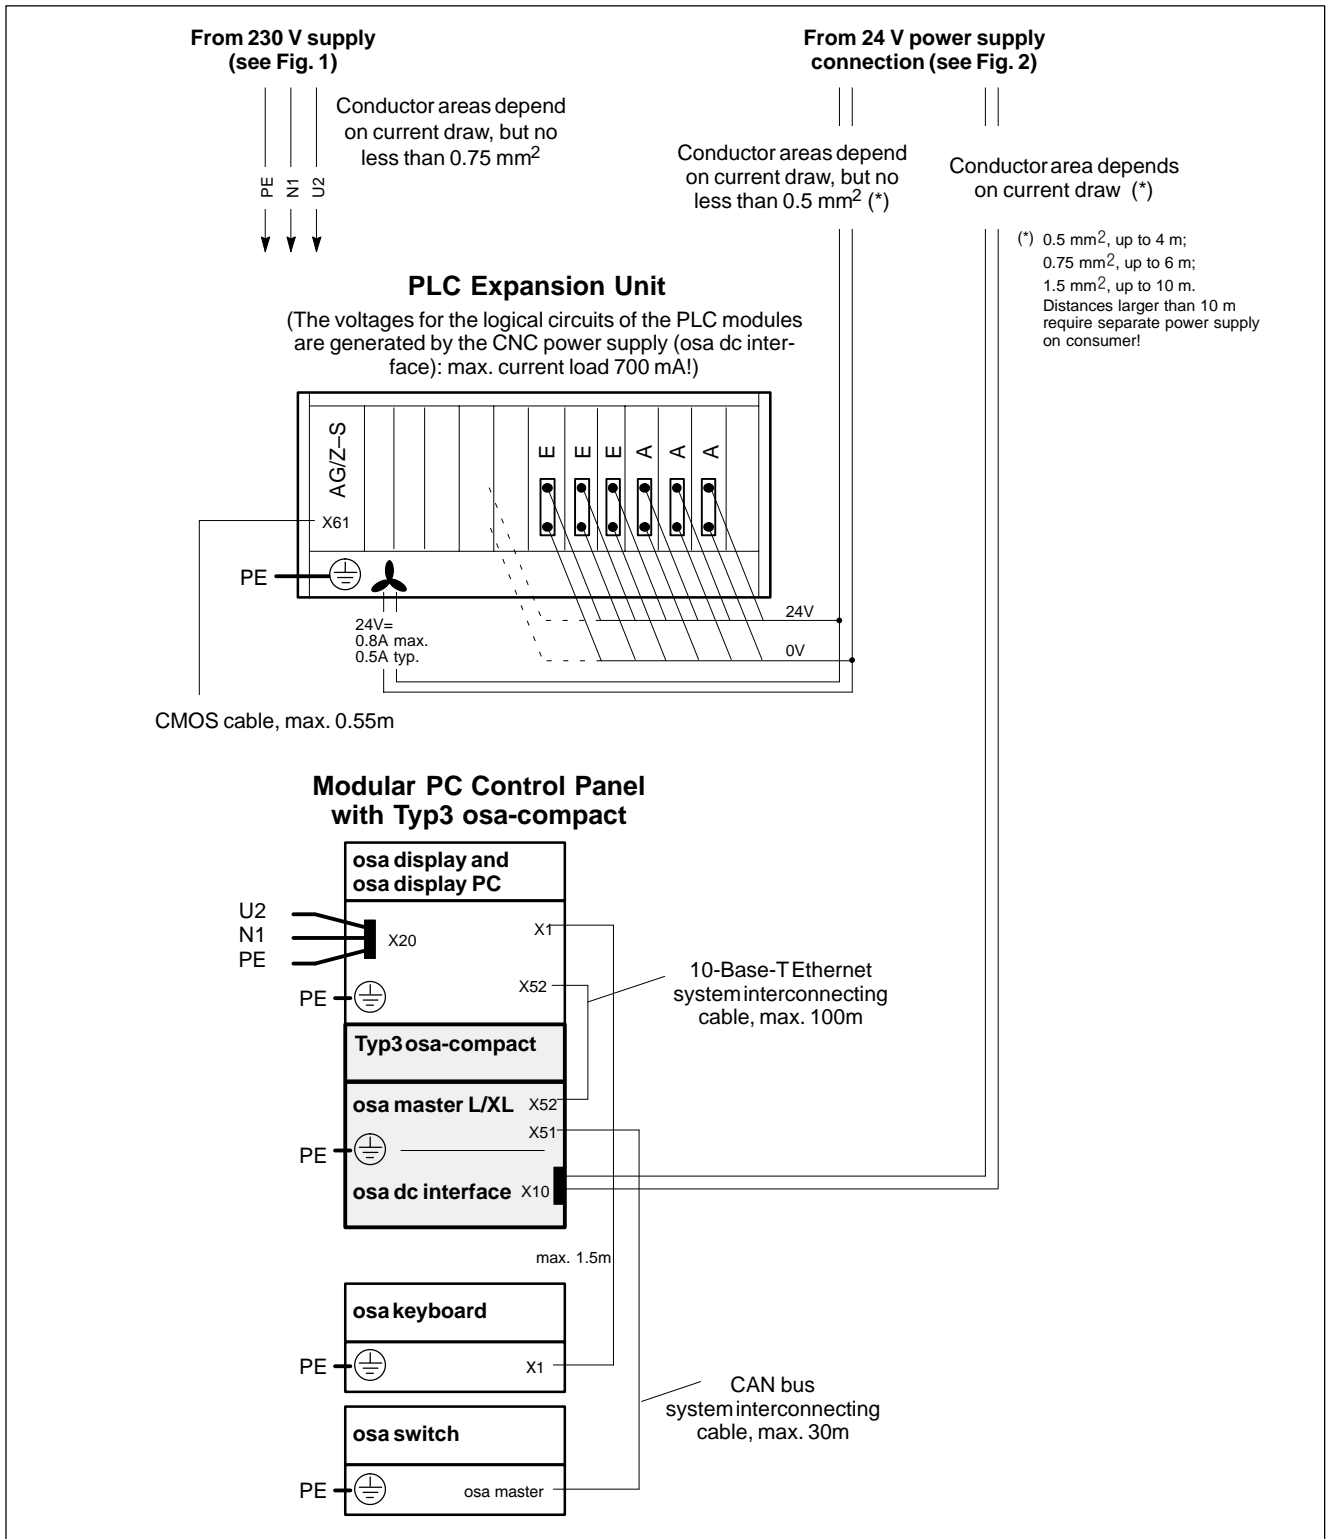 From 230 V supply
(see Fig. 1)
From 24 V power supply
connection (see Fig. 2)
Conductor areas depend
on current draw, but no
less than 0.75 mm²
PE
N1
U2
Conductor areas depend
on current draw, but no
less than 0.5 mm² (*)
Conductor area depends
on current draw (*)
(*) 0.5 mm², up to 4 m;
0.75 mm², up to 6 m;
1.5 mm², up to 10 m.
Distances larger than 10 m
require separate power supply
on consumer!
PLC Expansion Unit
(The voltages for the logical circuits of the PLC modules
are generated by the CNC power supply (osa dc inter-
face): max. current load 700 mA!)
AG/Z–S
E
E
E
A
A
A
X61
PE
24V=
0.8A max.
0.5A typ.
24V
0V
CMOS cable, max. 0.55m
Modular PC Control Panel
with Typ3 osa-compact
osa display and
osa display PC
U2
N1
PE
X20
X1
PE
X52
10-Base-T Ethernet
system interconnecting
cable, max. 100m
Typ3 osa-compact
osa master L/XL
X52
X51
PE
osa dc interface
X10
max. 1.5m
osa keyboard
PE
X1
CAN bus
system interconnecting
cable, max. 30m
osa switch
PE
osa master